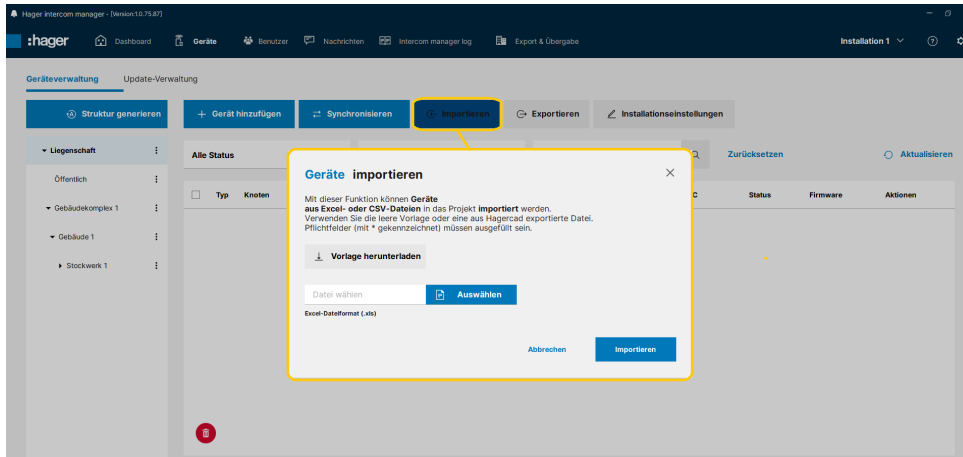 Hager intercom manager - [Version:1.0.75.87]
:hager Dashboard Geräte Benutzer Nachrichten Intercom manager log Export & Übergabe Installation 1
Geräteverwaltung Update-Verwaltung
Struktur generieren Gerät hinzufügen Synchronisieren Importieren Exportieren Installationseinstellungen
Liegenschaft
Alle Status Zurücksetzen Aktualisieren
Öffentlich
Typ Knoten C Status Firmware Aktionen
Gebäudekomplex 1
Gebäude 1
Stockwerk 1
Geräte importieren
Mit dieser Funktion können Geräte
aus Excel- oder CSV-Dateien in das Projekt importiert werden.
Verwenden Sie die leere Vorlage oder eine aus Hagercad exportierte Datei.
Pflichtfelder (mit * gekennzeichnet) müssen ausgefüllt sein.
Vorlage herunterladen
Datei wählen Auswählen
Excel-Dateiformat (.xls)
Abbrechen Importieren